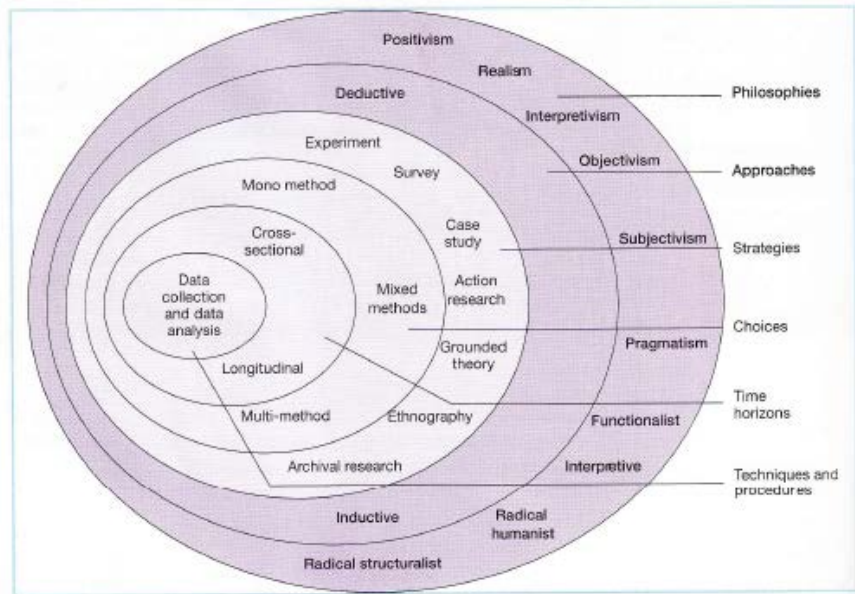 Positivism
Realism
Deductive
Philosophies
Interpretivism
Experiment
Objectivism
Survey
Approaches
Mono method
Case
study
Cross-
sectional
Subjectivism
Strategies
Data
collection
and data
analysis
Mixed
methods
Action
research
Choices
Pragmatism
Grounded
theory
Longitudinal
Time
horizons
Multi-method
Ethnography
Functionalist
Archival research
Interpretive
Techniques and
procedures
Inductive
Radical
humanist
Radical structuralist